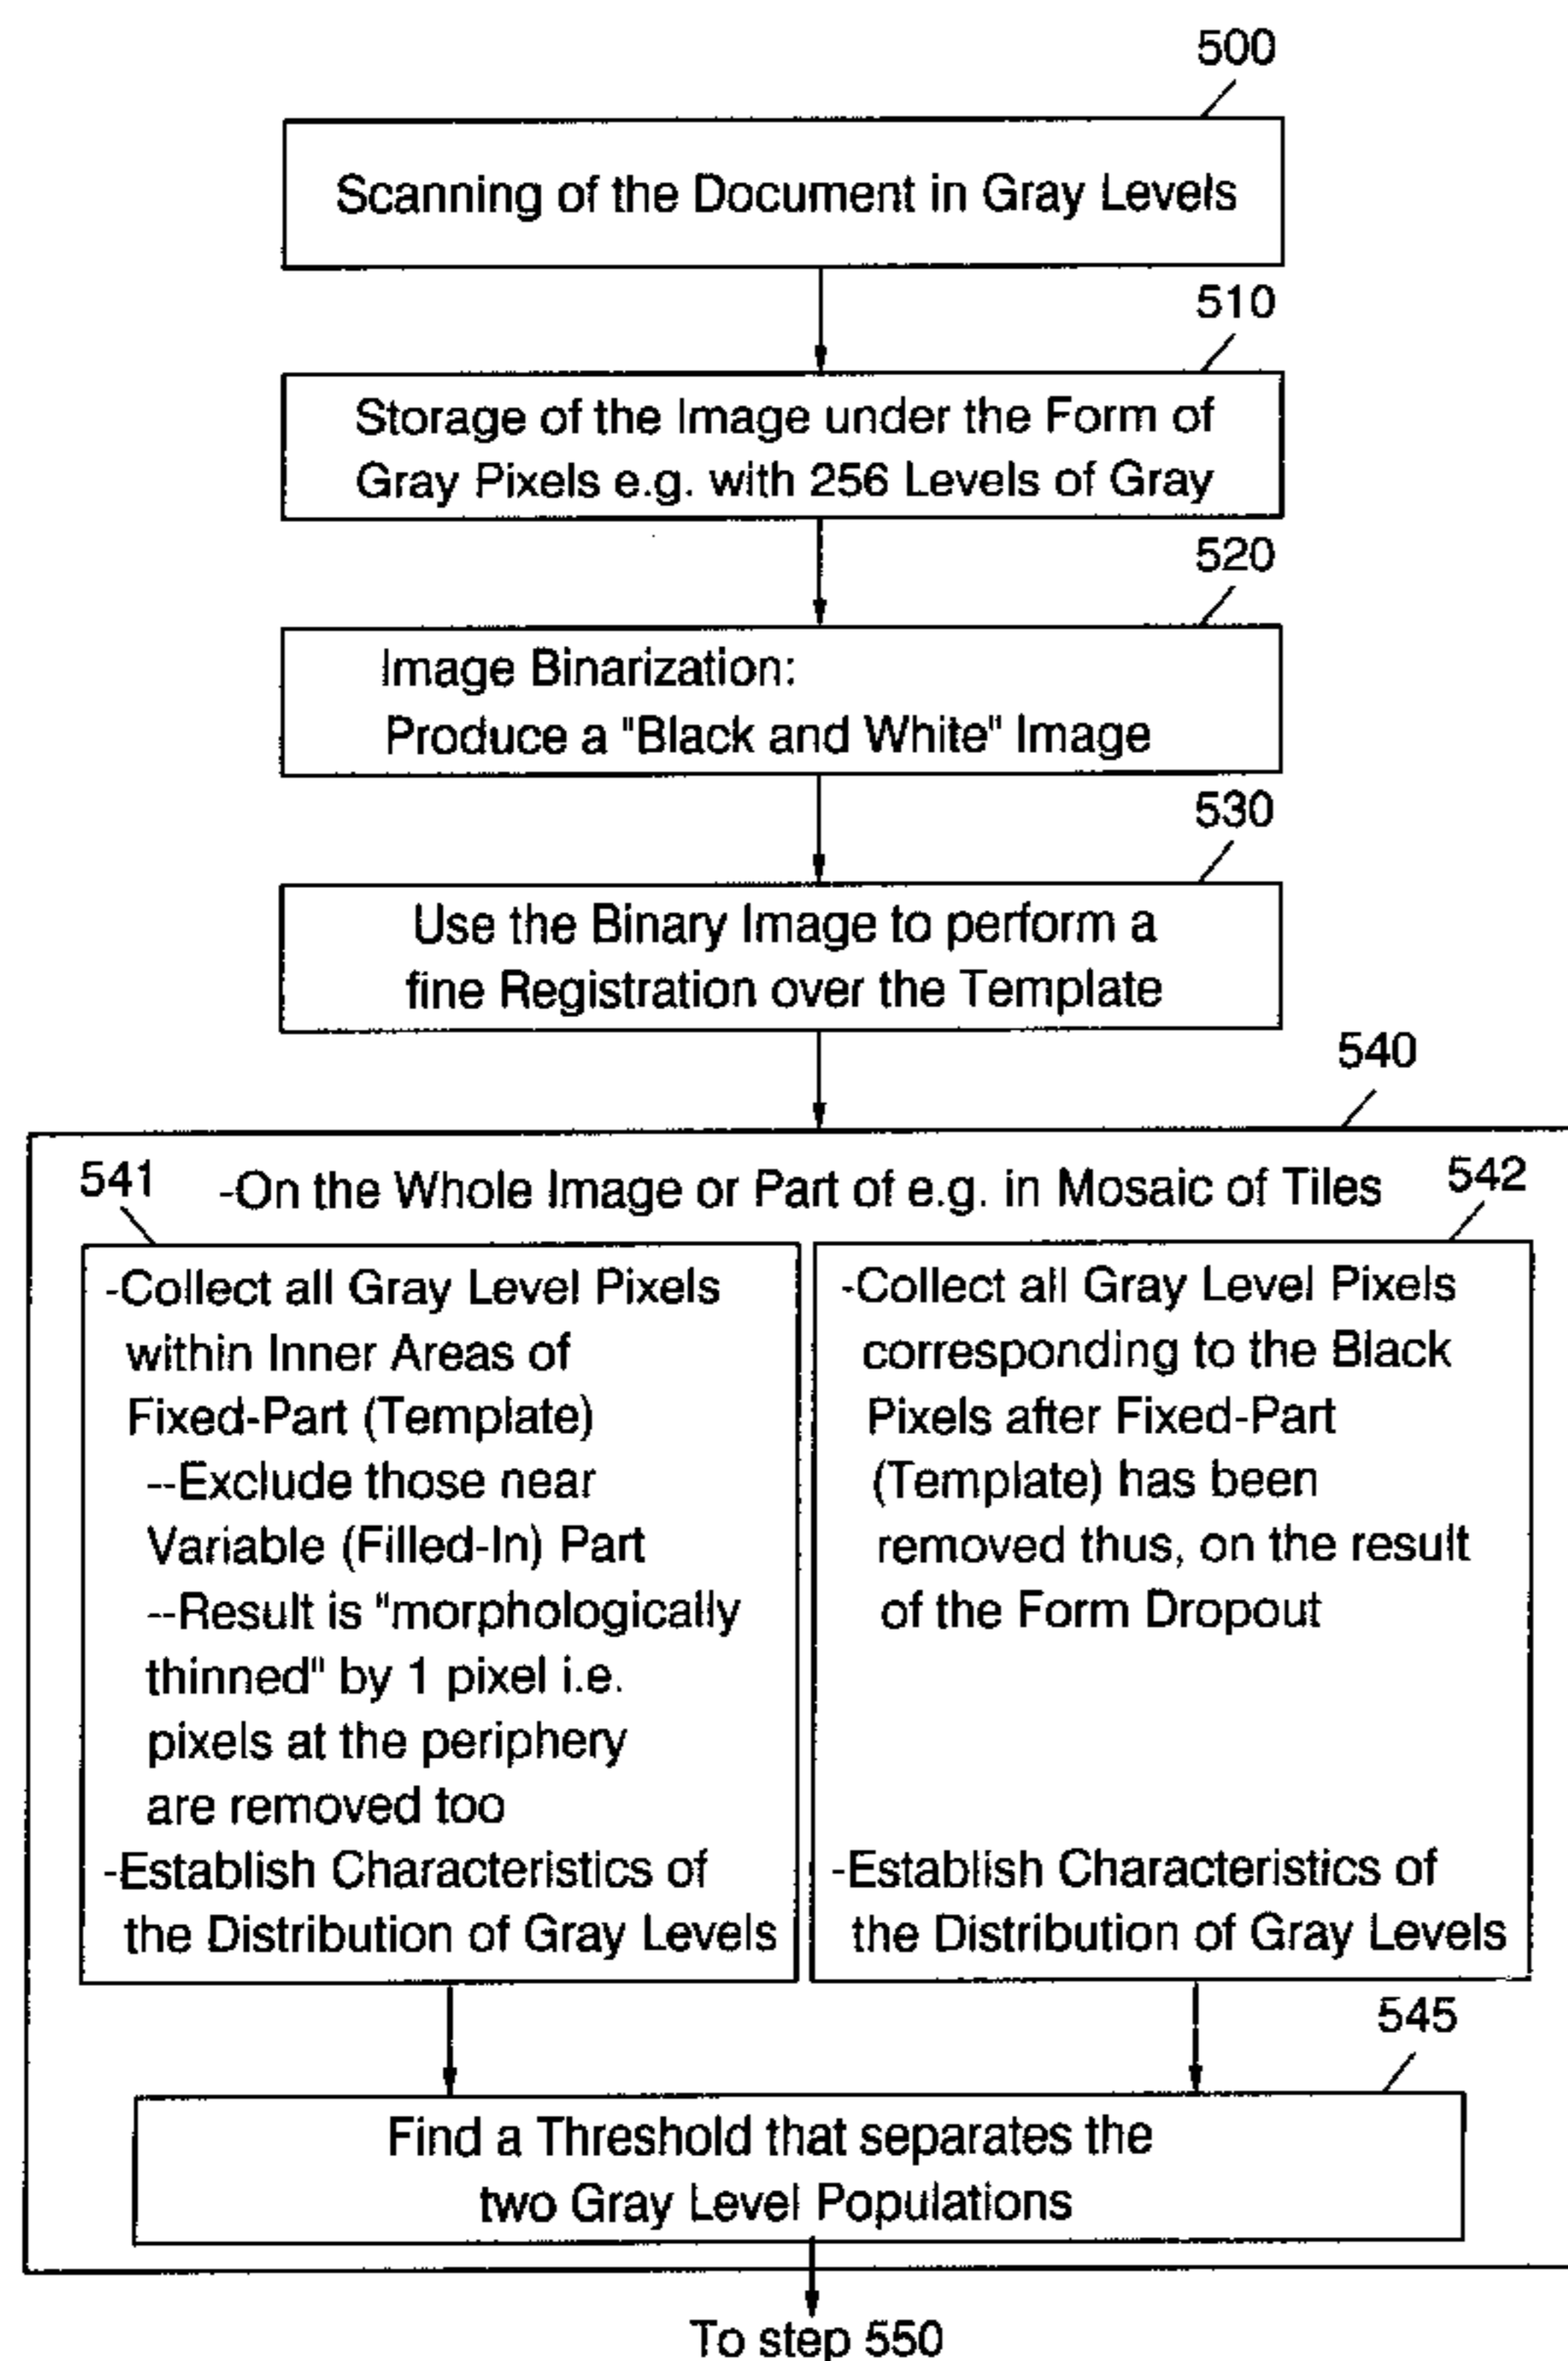 500
Scanning of the Document in Gray Levels
510
Storage of the Image under the Form of
Gray Pixels e.g. with 256 Levels of Gray
520
Image Binarization:
Produce a "Black and White" Image
530
Use the Binary Image to perform a
fine Registration over the Template
540
-On the Whole Image or Part of e.g. in Mosaic of Tiles
541
-Collect all Gray Level Pixels
within Inner Areas of
Fixed-Part (Template)
--Exclude those near
Variable (Filled-In) Part
--Result is "morphologically
thinned" by 1 pixel i.e.
pixels at the periphery
are removed too
-Establish Characteristics of
the Distribution of Gray Levels
542
-Collect all Gray Level Pixels
corresponding to the Black
Pixels after Fixed-Part
(Template) has been
removed thus, on the result
of the Form Dropout
-Establish Characteristics of
the Distribution of Gray Levels
545
Find a Threshold that separates the
two Gray Level Populations
To step 550